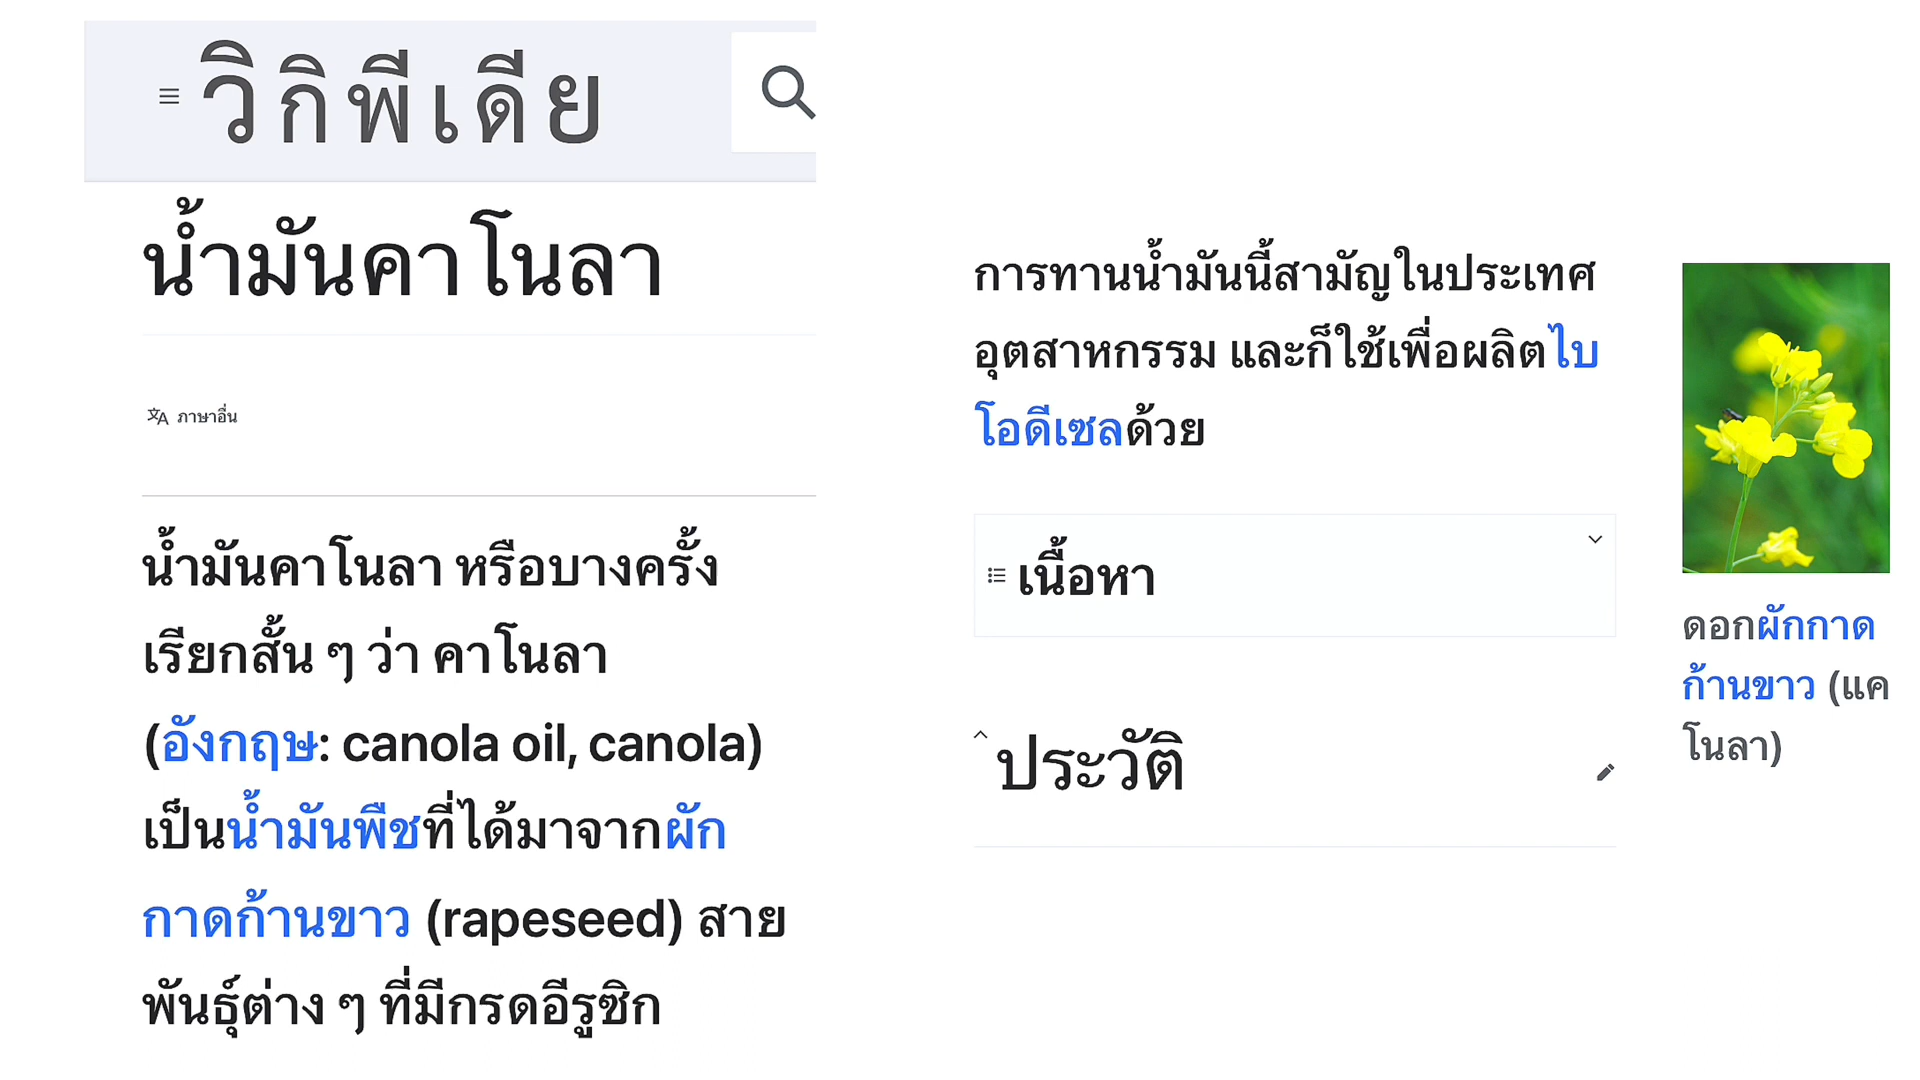 วิกิพีเดีย
น้ำมันคาโนลา
ภาษาอื่น
น้ำมันคาโนลา หรือบางครั้ง
เรียกสั้น ๆ ว่า คาโนลา
(อังกฤษ: canola oil, canola)
เป็นน้ำมันพืชที่ได้มาจากผัก
กาดก้านขาว (rapeseed) สาย
พันธุ์ต่าง ๆ ที่มีกรดอีรูซิก
การทานน้ำมันนี้สามัญในประเทศ
อุตสาหกรรม และก็ใช้เพื่อผลิตไบ
โอดีเซลด้วย
เนื้อหา
ประวัติ
ดอกผักกาด
ก้านขาว (แค
โนลา)